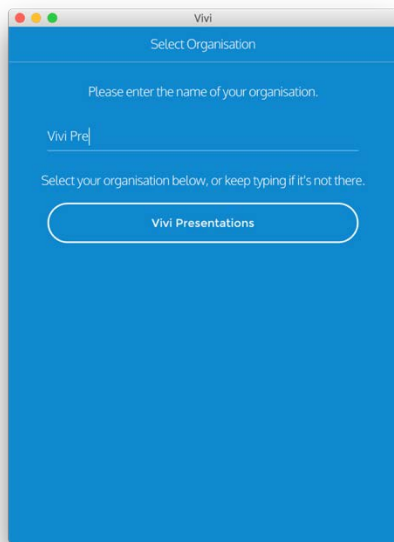 Vivi
Select Organisation
Please enter the name of your organisation.
Vivi Pre
Select your organisation below, or keep typing if it's not there.
Vivi Presentations